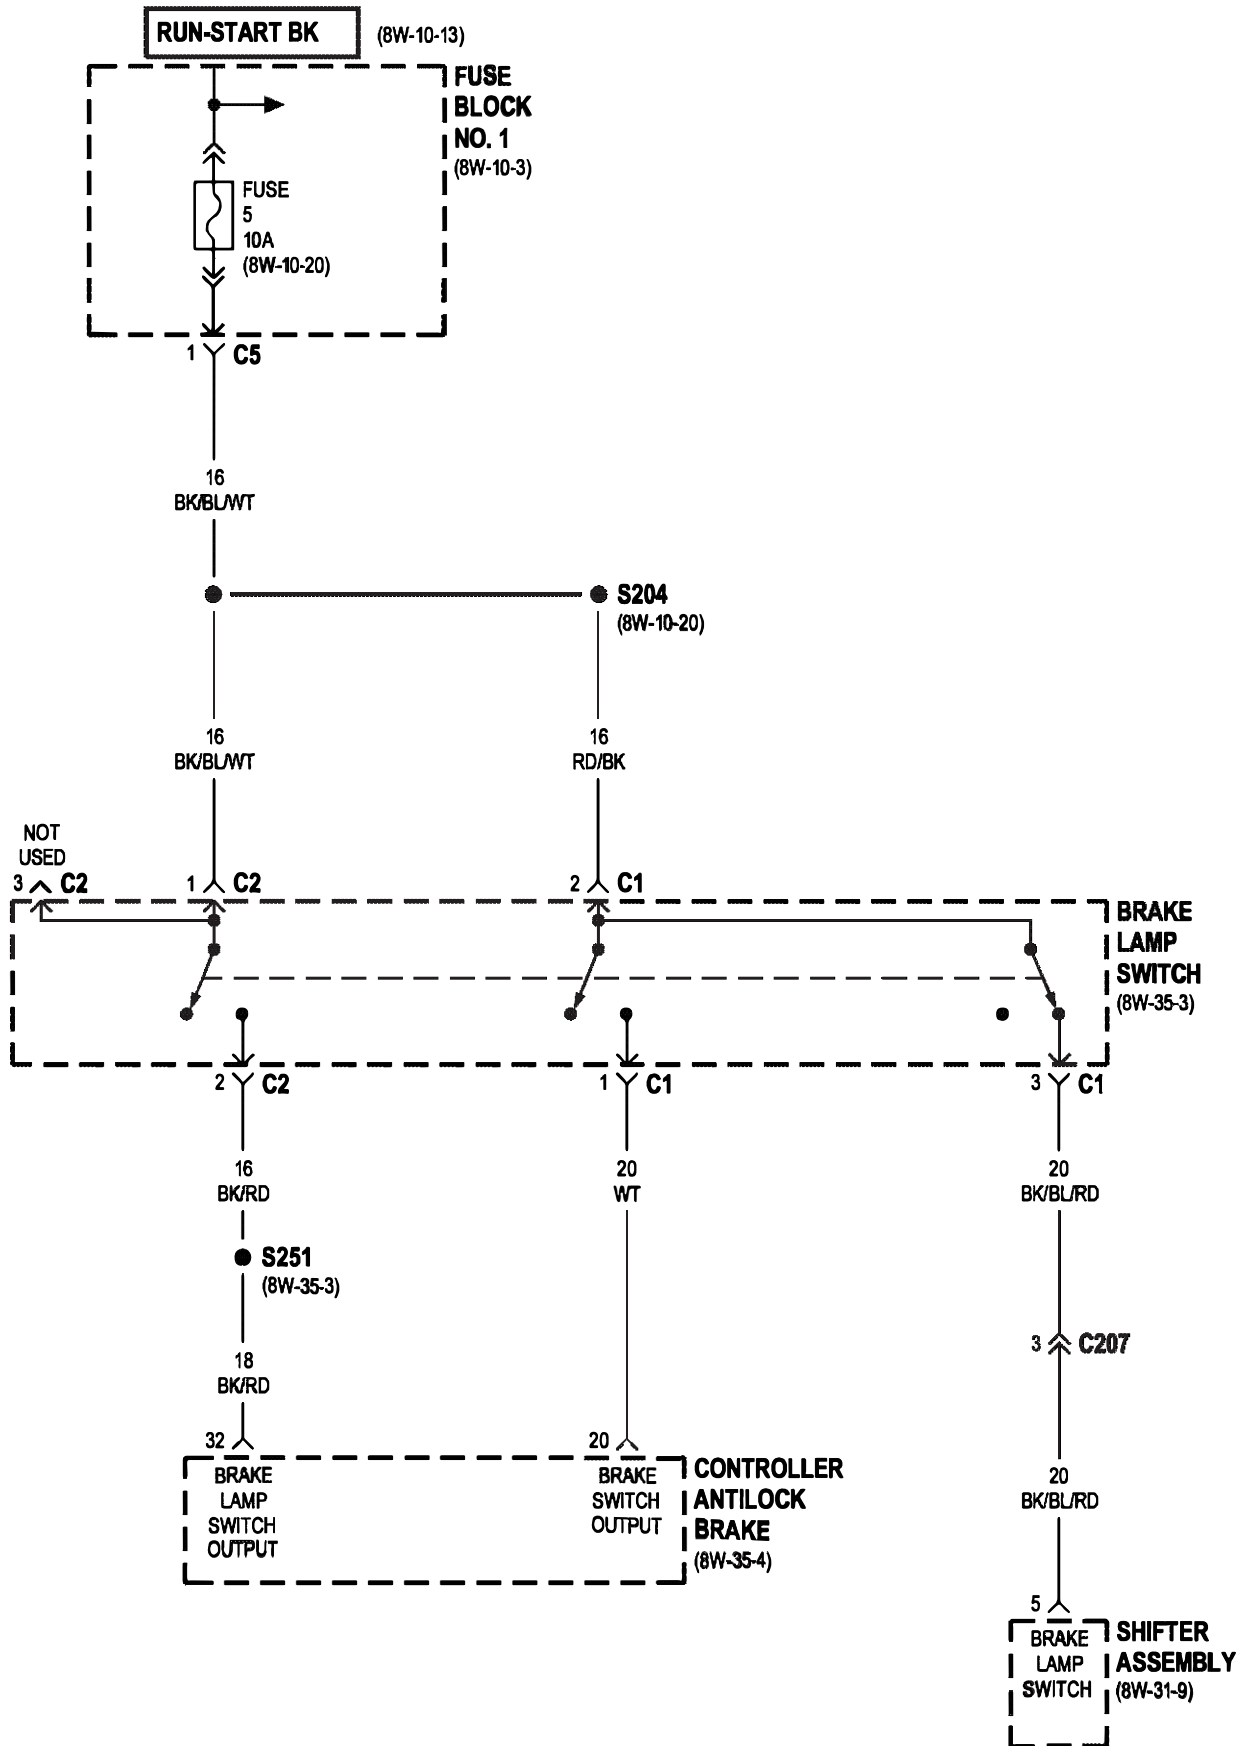 RUN-START BK (8W-10-13)
FUSE
BLOCK
NO. 1
(8W-10-3)
FUSE
5
10A
(8W-10-20)
1 C5
16
BK/BL/WT
S204
(8W-10-20)
16
BK/BL/WT
16
RD/BK
NOT
USED
3 C2
1 C2
2 C1
BRAKE
LAMP
SWITCH
(8W-35-3)
2 C2
1 C1
3 C1
16
BK/RD
20
WT
20
BK/BL/RD
S251
(8W-35-3)
3 C207
18
BK/RD
32
20
BRAKE
LAMP
SWITCH
OUTPUT
BRAKE
SWITCH
OUTPUT
CONTROLLER
ANTILOCK
BRAKE
(8W-35-4)
20
BK/BL/RD
5
BRAKE
LAMP
SWITCH
SHIFTER
ASSEMBLY
(8W-31-9)